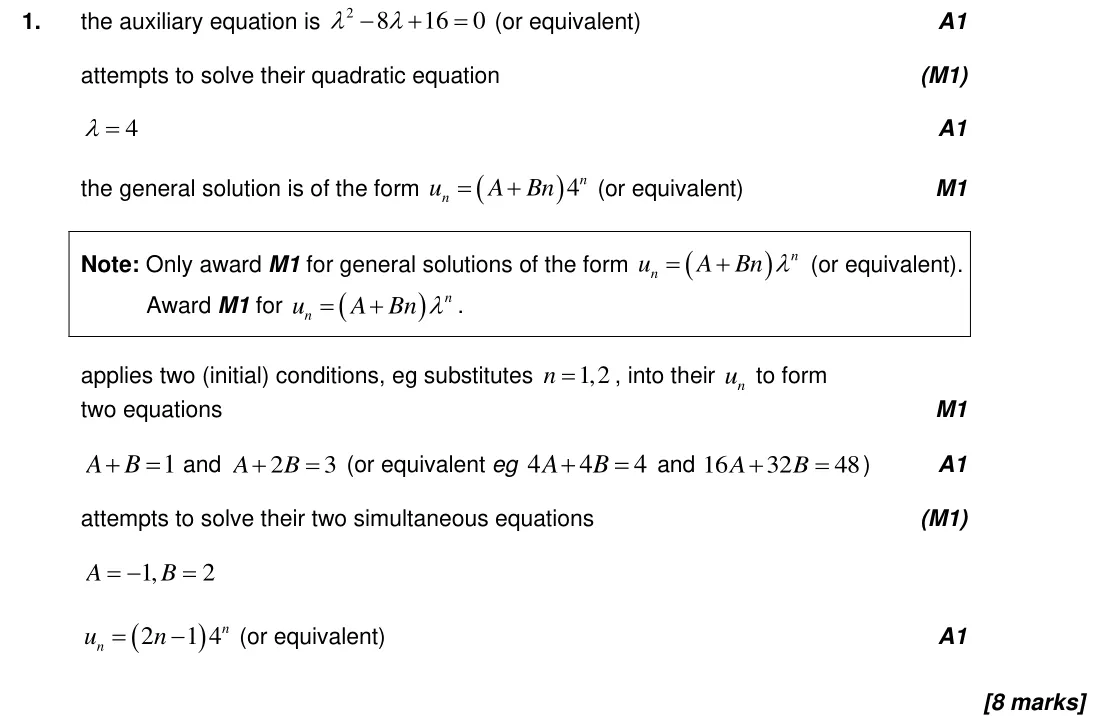 1. the auxiliary equation is λ² − 8λ + 16 = 0 (or equivalent) A1
attempts to solve their quadratic equation (M1)
λ = 4 A1
the general solution is of the form uₙ = (A + Bn)4ⁿ (or equivalent) M1
Note: Only award M1 for general solutions of the form uₙ = (A + Bn)λⁿ (or equivalent).
Award M1 for uₙ = (A + Bn)λⁿ.
applies two (initial) conditions, eg substitutes n = 1, 2, into their uₙ to form
two equations M1
A + B = 1 and A + 2B = 3 (or equivalent eg 4A + 4B = 4 and 16A + 32B = 48) A1
attempts to solve their two simultaneous equations (M1)
A = −1, B = 2
uₙ = (2n − 1)4ⁿ (or equivalent) A1
[8 marks]